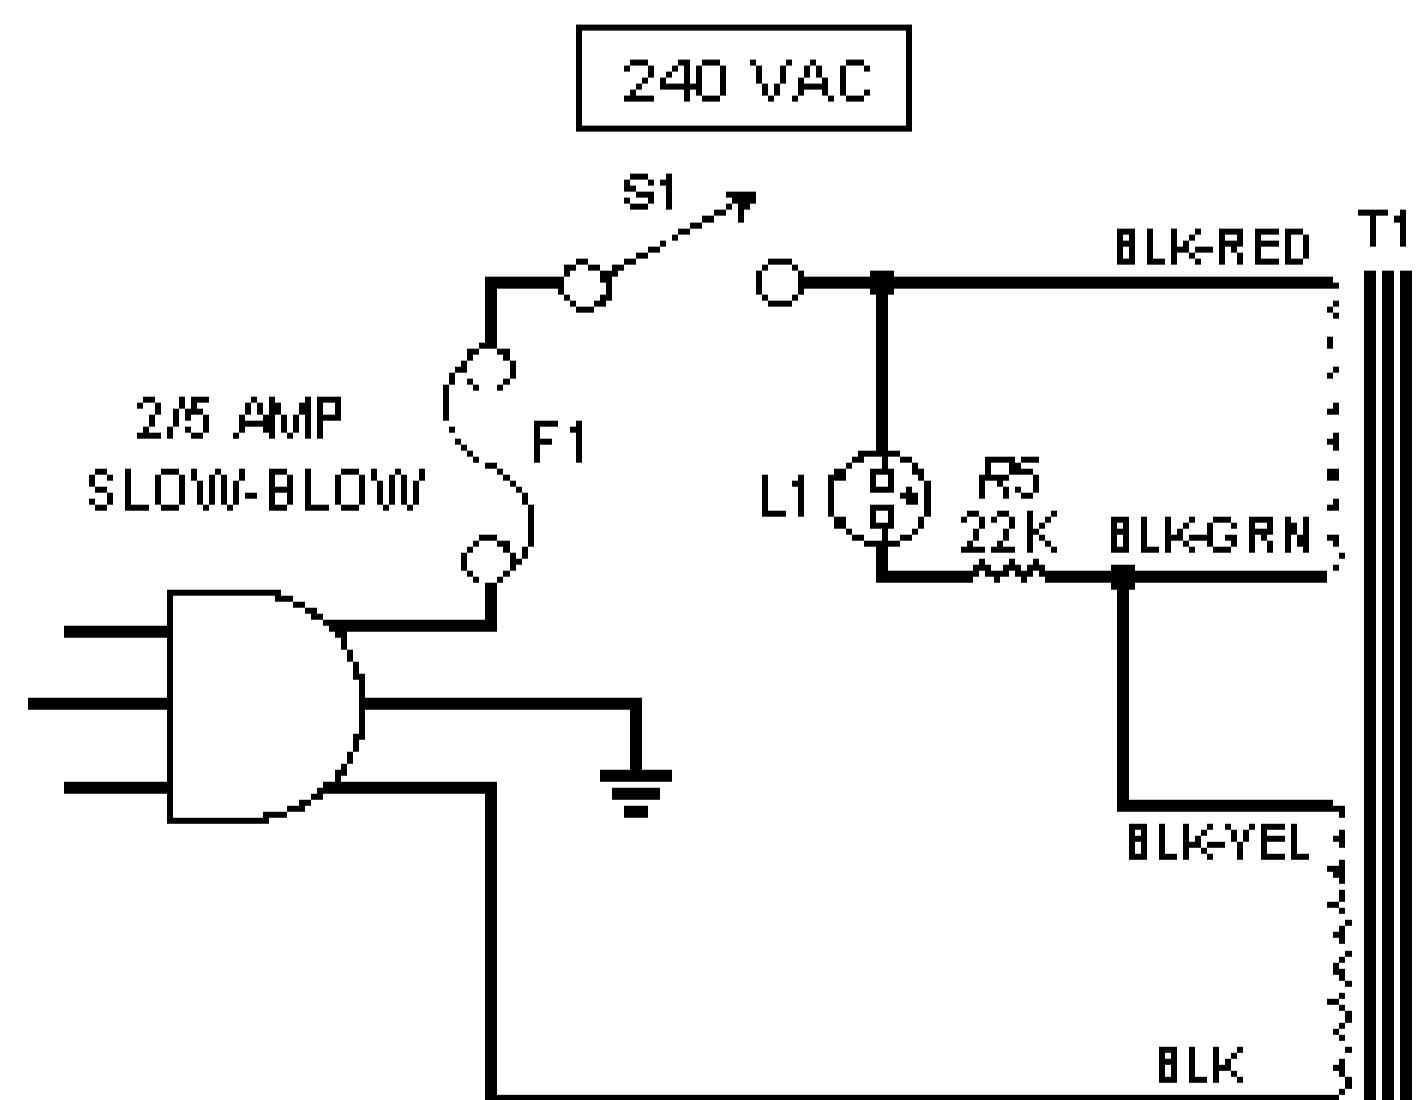 240 VAC
S1
T1
BLK-RED
2/5 AMP
SLOW-BLOW
F1
L1
R5
22K
BLK-GRN
BLK-YEL
BLK